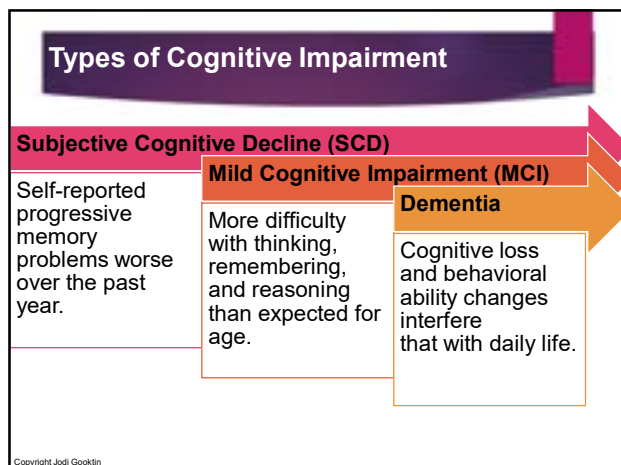 Types of Cognitive Impairment
Subjective Cognitive Decline (SCD)
Self-reported
progressive
memory
problems worse
over the past
year.
Mild Cognitive Impairment (MCI)
More difficulty
with thinking,
remembering,
and reasoning
than expected for
age.
Dementia
Cognitive loss
and behavioral
ability changes
interfere
that with daily life.
Copyright Jodi Gooktin